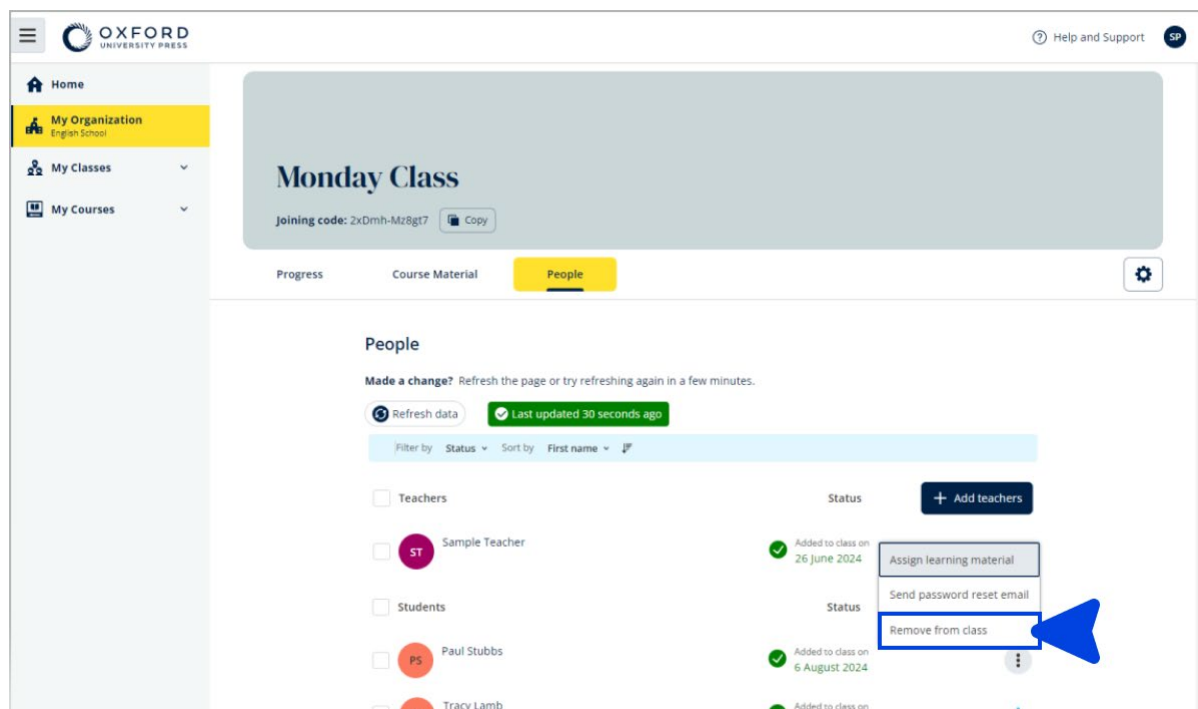 OXFORD
UNIVERSITY PRESS
Help and Support
SP
Home
My Organization
English School
My Classes
My Courses
Monday Class
Joining code: 2xDmh-Mz8gt7 Copy
Progress Course Material People
People
Made a change? Refresh the page or try refreshing again in a few minutes.
Refresh data Last updated 30 seconds ago
Filter by Status Sort by First name
Teachers Status + Add teachers
ST Sample Teacher Added to class on
26 June 2024
Assign learning material
Send password reset email
Remove from class
Students Status
PS Paul Stubbs Added to class on
6 August 2024
Tracy Lamb Added to class on